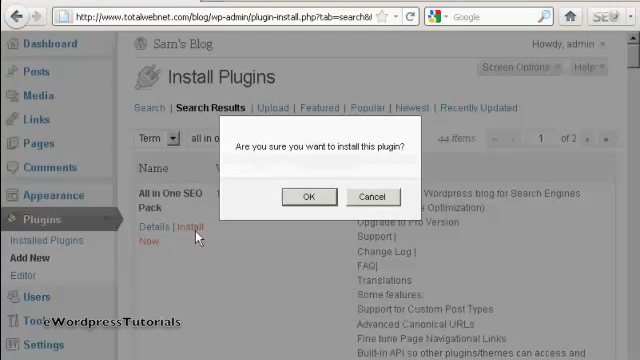 http://www.totalwebnet.com/blog/wp-admin/plugin-install.php?tab=search&
Google
SEO
Dashboard
Sam's Blog
Howdy, admin
Posts
Install Plugins
Screen Options
Help
Media
Search | Search Results | Upload | Featured | Popular | Newest | Recently Updated
Links
Term
all in o
44 items
« ‹ 1 of 2 › »
Pages
Are you sure you want to install this plugin?
OK
Cancel
Comments
Name
Appearance
All in One SEO Pack
Wordpress blog for Search Engines
Optimization)
Plugins
Upgrade to Pro Version
Details | Install Now
Support |
Installed Plugins
Change Log |
Add New
FAQ|
Editor
Translations
Some features:
Users
Support for Custom Post Types
Tools
eWordpressTutorials
Advanced Canonical URLs
Settings
Fine tune Page Navigational Links
Built-in API so other plugins/themes can access and